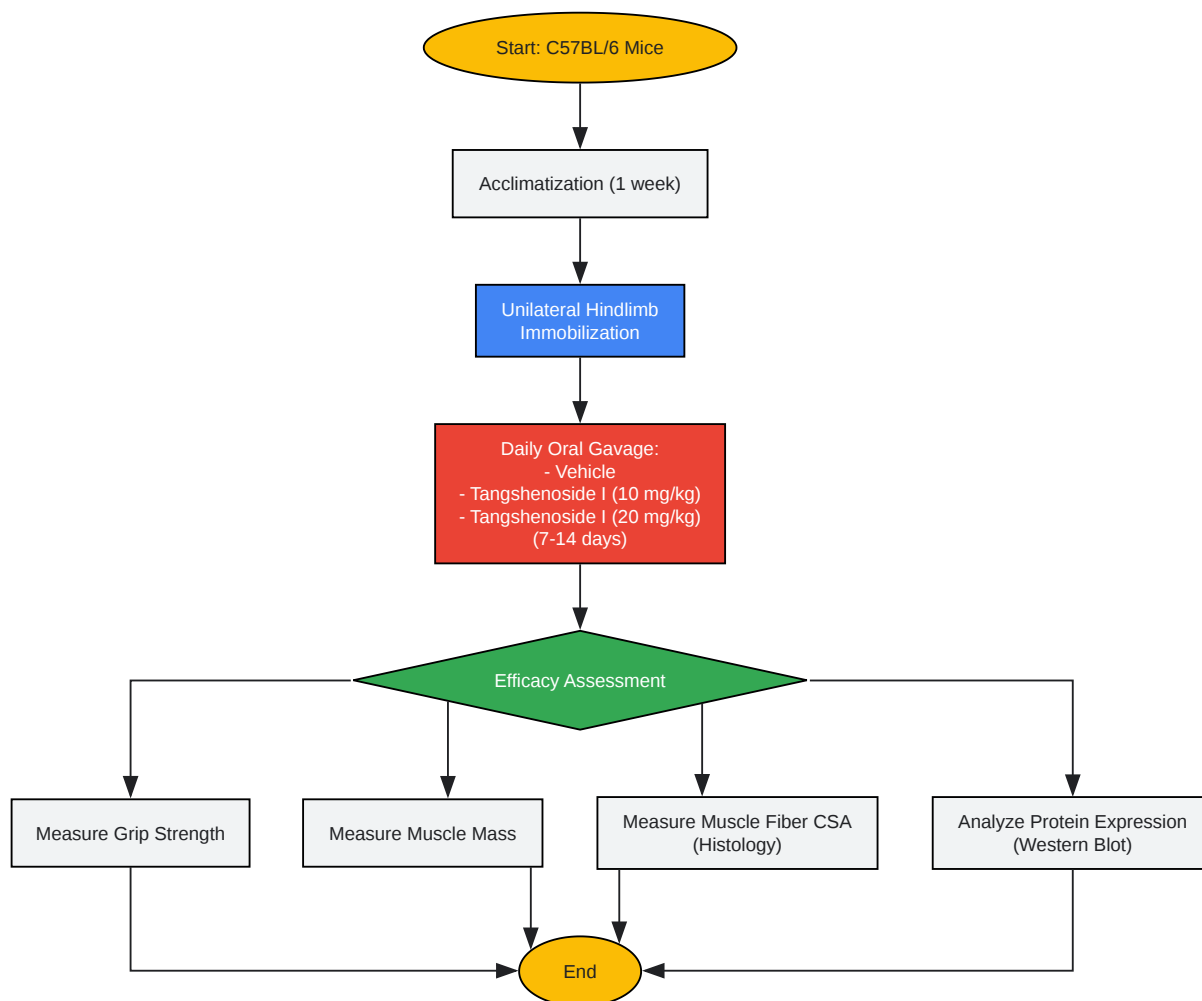 Start: C57BL/6 Mice
Acclimatization (1 week)
Unilateral Hindlimb
Immobilization
Daily Oral Gavage:
- Vehicle
- Tangshenoside I (10 mg/kg)
- Tangshenoside I (20 mg/kg)
(7-14 days)
Efficacy Assessment
Measure Grip Strength
Measure Muscle Mass
Measure Muscle Fiber CSA
(Histology)
Analyze Protein Expression
(Western Blot)
End